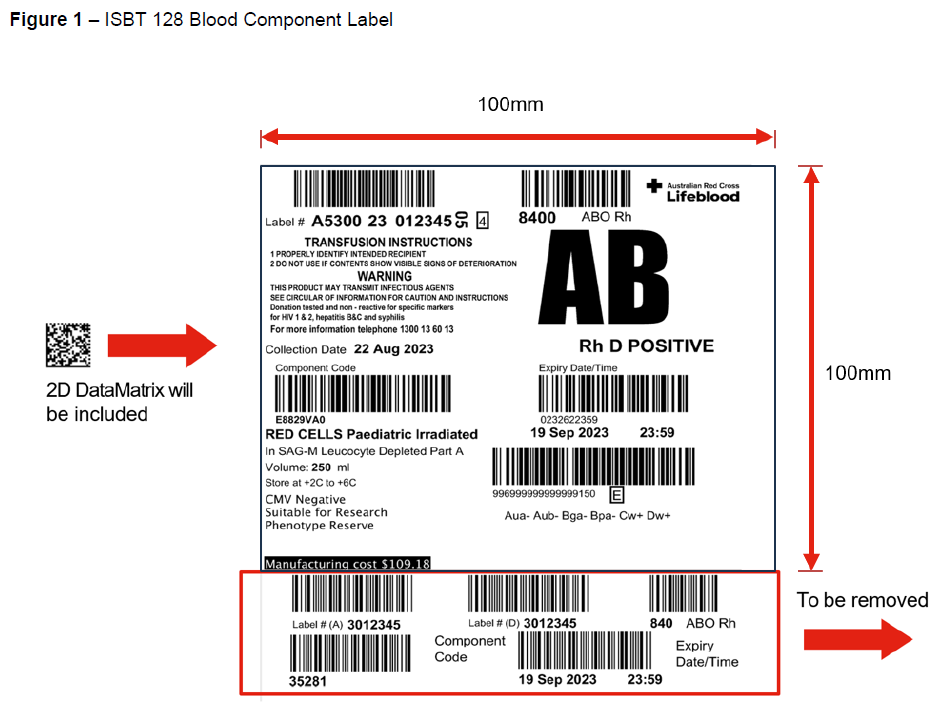 Figure 1 – ISBT 128 Blood Component Label
100mm
Australian Red Cross
Lifeblood
Label # A5300 23 012345 05 4
8400 ABO Rh
TRANSFUSION INSTRUCTIONS
1 PROPERLY IDENTIFY INTENDED RECIPIENT
2 DO NOT USE IF CONTENTS SHOW VISIBLE SIGNS OF DETERIORATION
WARNING
THIS PRODUCT MAY TRANSMIT INFECTIOUS AGENTS
SEE CIRCULAR OF INFORMATION FOR CAUTION AND INSTRUCTIONS
Donation tested and non - reactive for specific markers
for HIV 1 & 2, hepatitis B&C and syphilis
For more information telephone 1300 13 60 13
AB
Rh D POSITIVE
Collection Date 22 Aug 2023
Component Code
E8829VA0
RED CELLS Paediatric Irradiated
In SAG-M Leucocyte Depleted Part A
Volume: 250 ml
Store at +2C to +6C
CMV Negative
Suitable for Research
Phenotype Reserve
Manufacturing cost $109.18
Expiry Date/Time
0232622359
19 Sep 2023 23:59
996999999999999150 E
Aua- Aub- Bga- Bpa- Cw+ Dw+
2D DataMatrix will
be included
100mm
Label # (A) 3012345
Label # (D) 3012345
840 ABO Rh
35281
Component
Code
19 Sep 2023 23:59
Expiry
Date/Time
To be removed